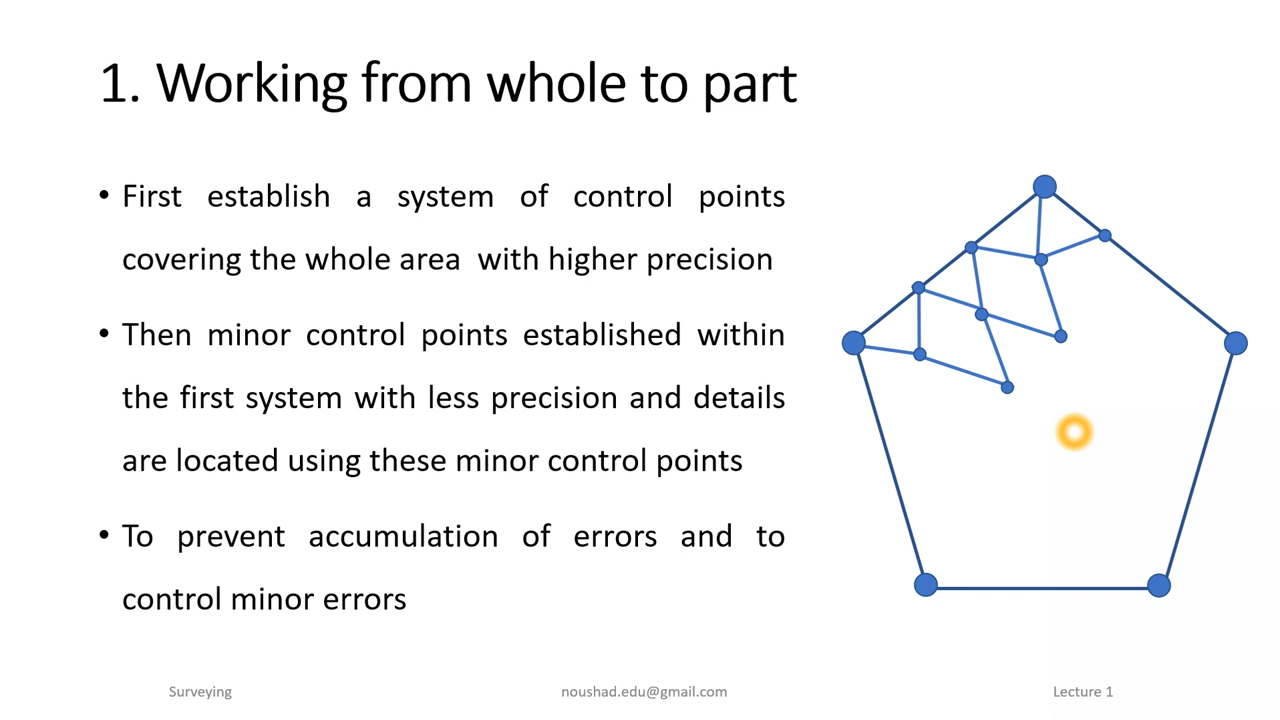 1. Working from whole to part
• First establish a system of control points
covering the whole area with higher precision
• Then minor control points established within
the first system with less precision and details
are located using these minor control points
• To prevent accumulation of errors and to
control minor errors
Surveying
noushad.edu@gmail.com
Lecture 1